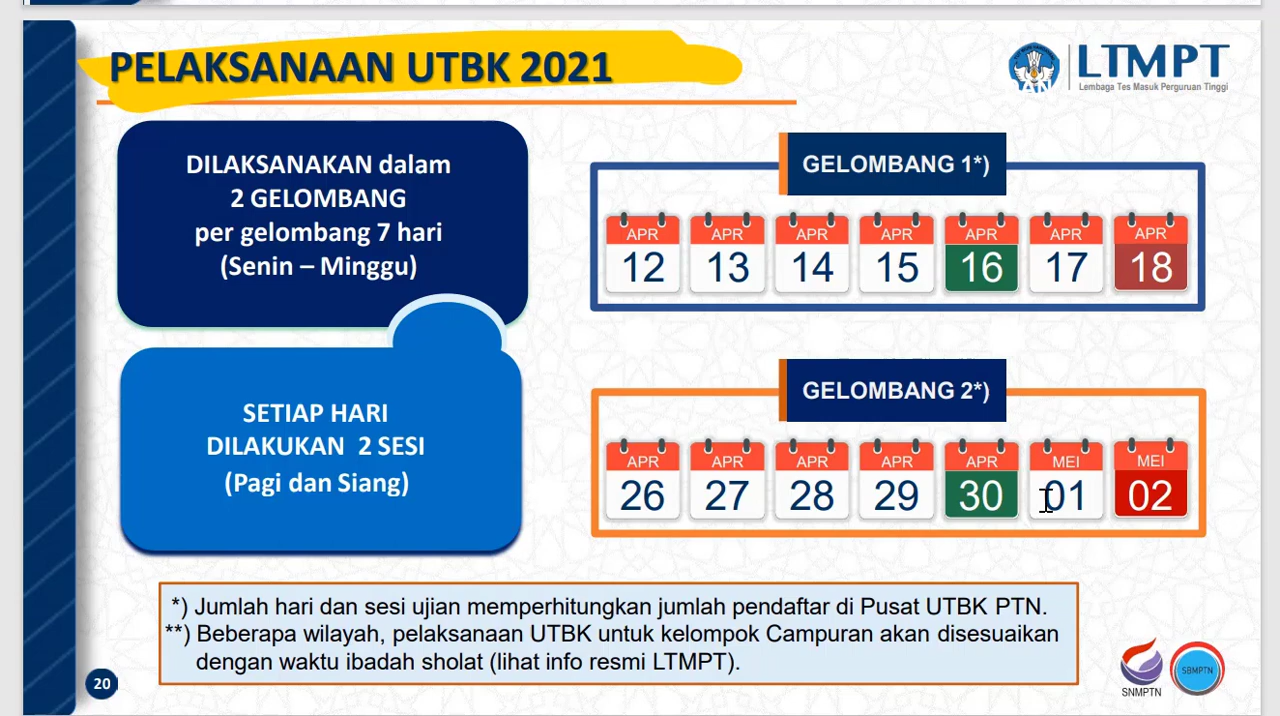 PELAKSANAAN UTBK 2021
LTMPT
Lembaga Tes Masuk Perguruan Tinggi
DILAKSANAKAN dalam
2 GELOMBANG
per gelombang 7 hari
(Senin – Minggu)
GELOMBANG 1*)
APR APR APR APR APR APR APR
12 13 14 15 16 17 18
SETIAP HARI
DILAKUKAN 2 SESI
(Pagi dan Siang)
GELOMBANG 2*)
APR APR APR APR APR MEI MEI
26 27 28 29 30 01 02
*) Jumlah hari dan sesi ujian memperhitungkan jumlah pendaftar di Pusat UTBK PTN.
**) Beberapa wilayah, pelaksanaan UTBK untuk kelompok Campuran akan disesuaikan
dengan waktu ibadah sholat (lihat info resmi LTMPT).
20
SNMPTN
SBMPTN